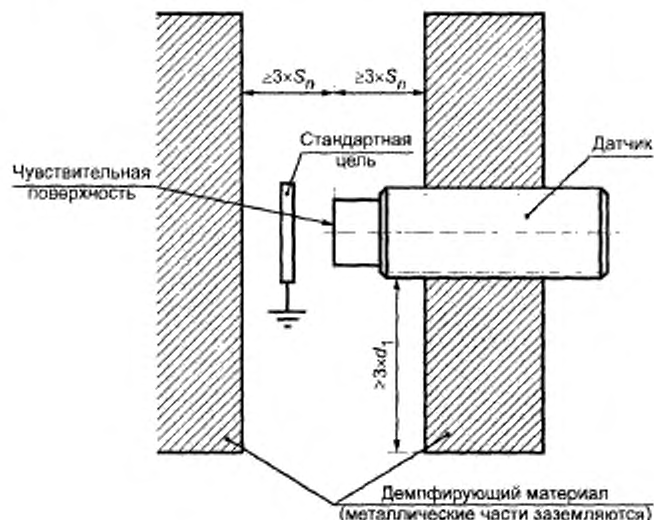 ≥3×Sₙ
≥3×Sₙ
Стандартная
цель
Датчик
Чувствительная
поверхность
≥3×d₁
Демпфирующий материал
(металлические части заземляются)